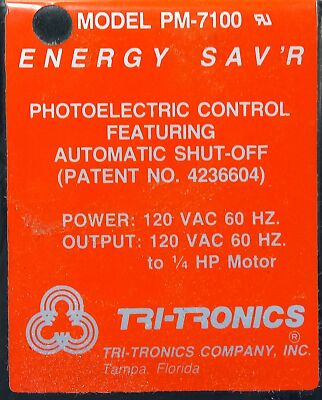 MODEL PM-7100
ENERGY SAV'R
PHOTOELECTRIC CONTROL
FEATURING
AUTOMATIC SHUT-OFF
(PATENT NO. 4236604)
POWER: 120 VAC 60 HZ.
OUTPUT: 120 VAC 60 HZ.
to ¼ HP Motor
TRI-TRONICS ®
TRI-TRONICS COMPANY, INC.
Tampa, Florida